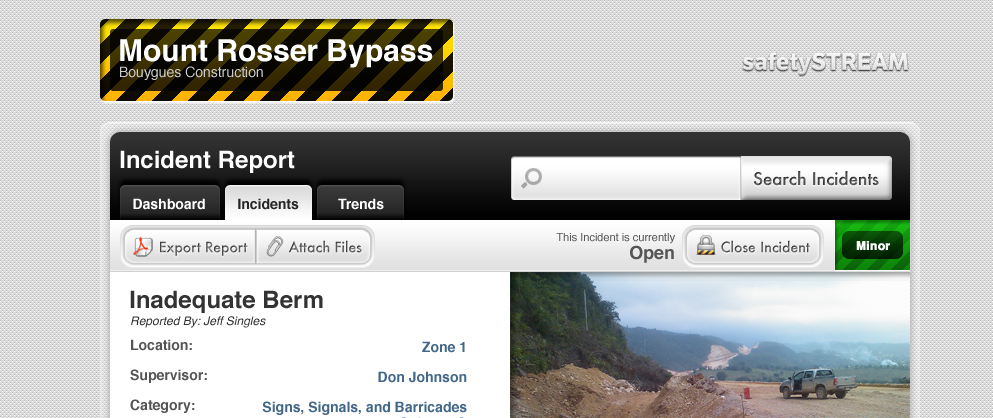 Mount Rosser Bypass
Bouygues Construction
safetySTREAM
Incident Report
Search Incidents
Dashboard
Incidents
Trends
Export Report
Attach Files
This Incident is currently
Open
Close Incident
Minor
Inadequate Berm
Reported By: Jeff Singles
Location: Zone 1
Supervisor: Don Johnson
Category: Signs, Signals, and Barricades